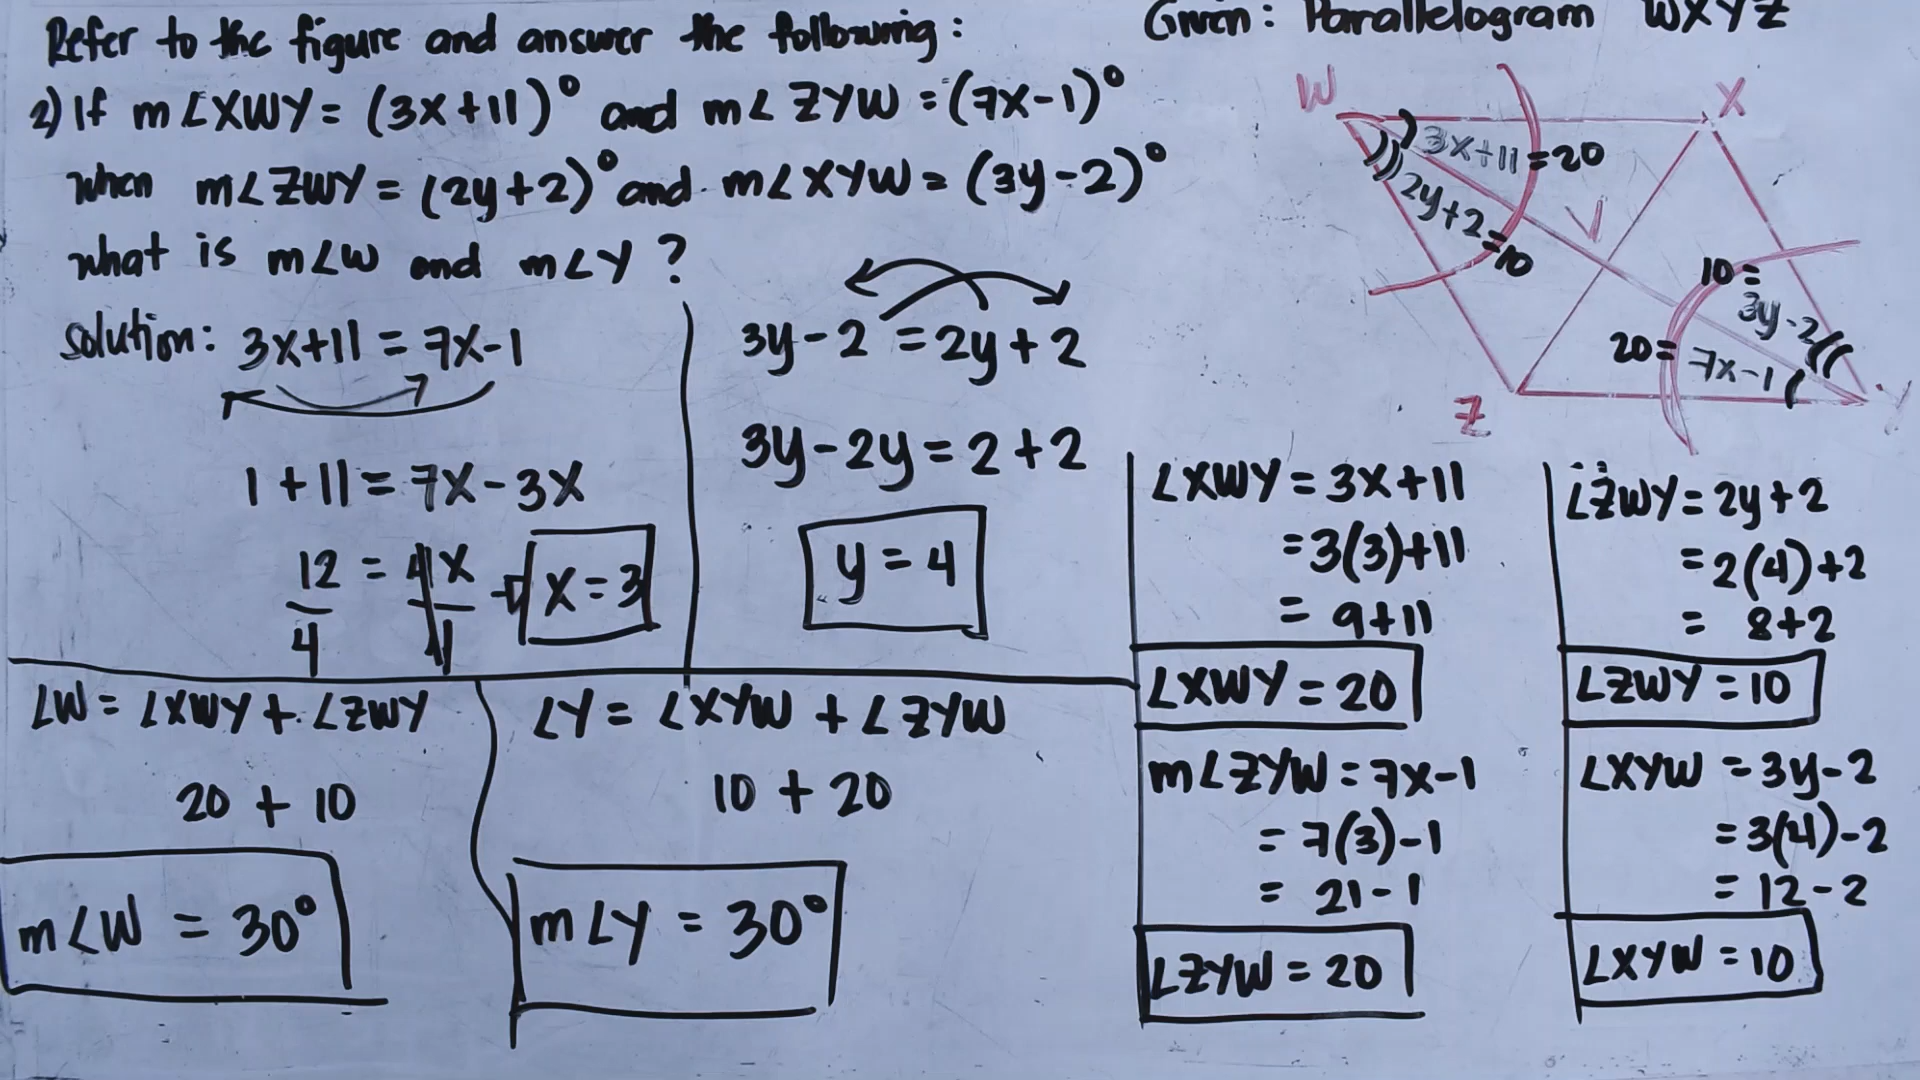 Refer to the figure and answer the following:
Given: Parallelogram WXYZ
2) If m∠XWY = (3x+11)° and m∠ZYW = (7x-1)°
when m∠ZWY = (2y+2)° and m∠XYW = (3y-2)°
what is m∠W and m∠Y ?
W
X
3x+11 = 20
2y+2 = 10
V
10 =
3y-2
20 = 7x-1
Z
Y
solution: 3x+11 = 7x-1
1+11 = 7x-3x
12 = 4x
4 4
x = 3
3y-2 = 2y+2
3y-2y = 2+2
y = 4
∠XWY = 3x+11
= 3(3)+11
= 9+11
∠XWY = 20
m∠ZYW = 7x-1
= 7(3)-1
= 21-1
∠ZYW = 20
∠ZWY = 2y+2
= 2(4)+2
= 8+2
∠ZWY = 10
∠XYW = 3y-2
= 3(4)-2
= 12-2
∠XYW = 10
∠W = ∠XWY + ∠ZWY
20 + 10
m∠W = 30°
∠Y = ∠XYW + ∠ZYW
10 + 20
m∠Y = 30°